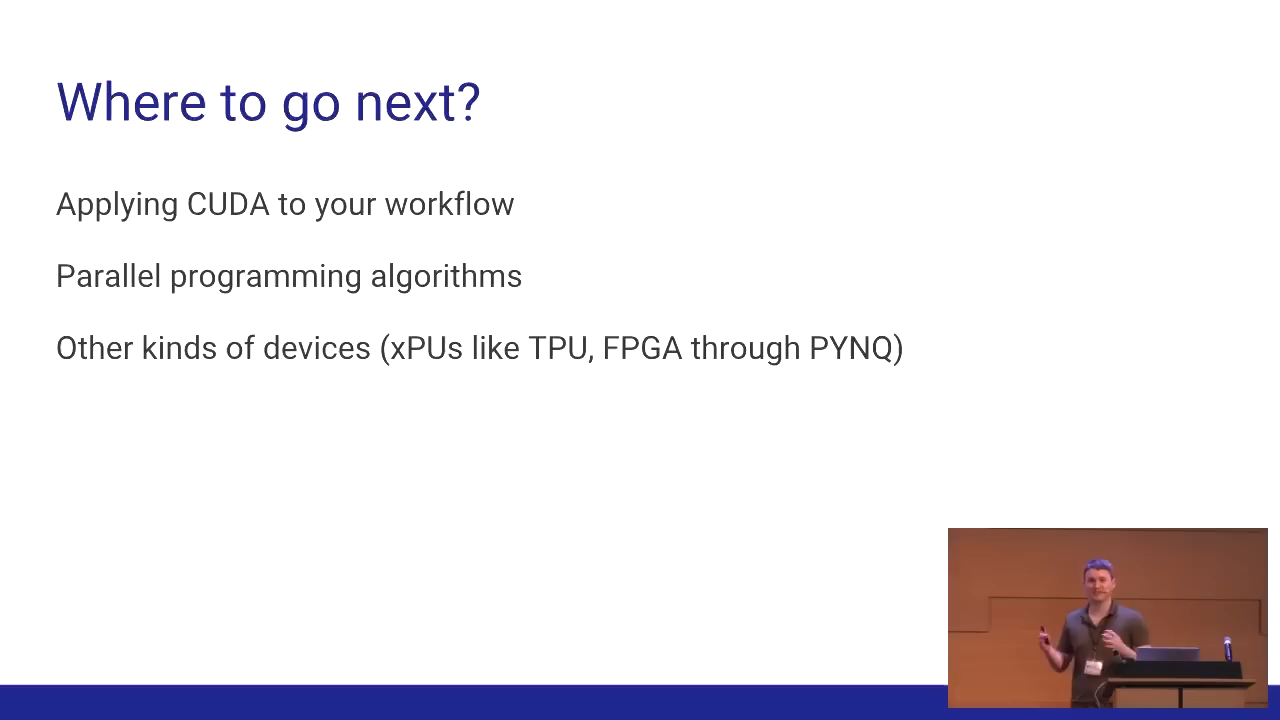 Where to go next?
Applying CUDA to your workflow
Parallel programming algorithms
Other kinds of devices (xPUs like TPU, FPGA through PYNQ)